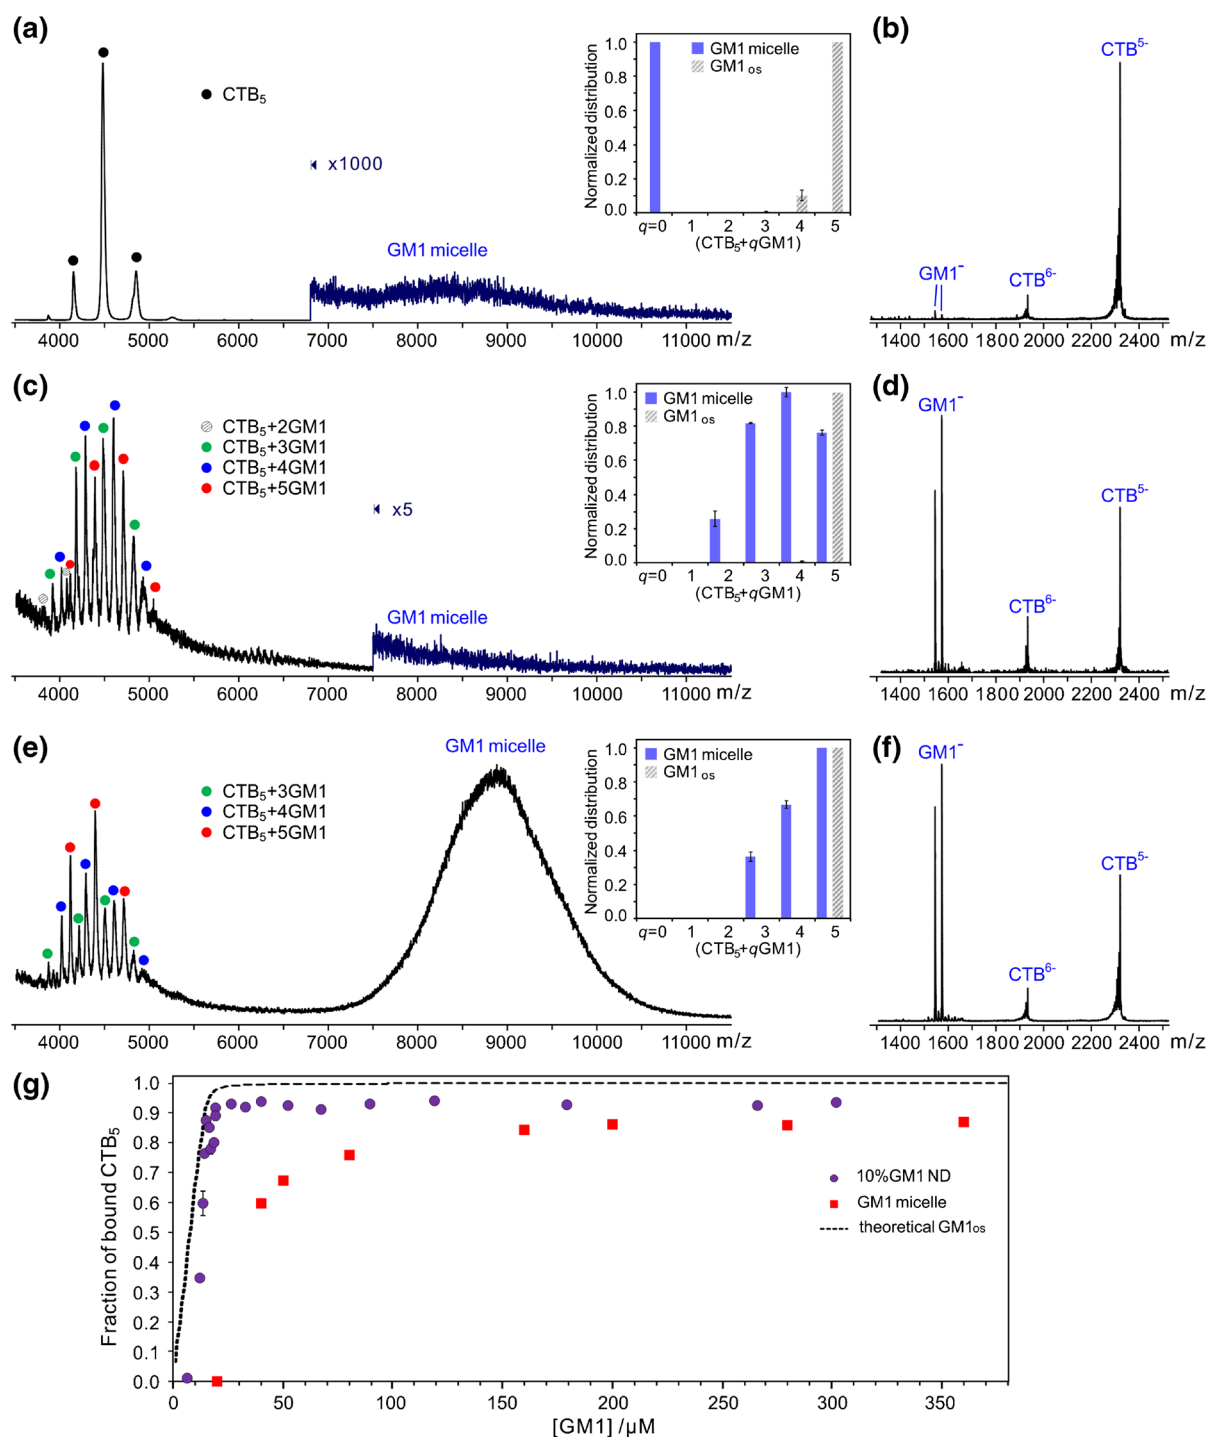 (a)
CTB5
x1000
GM1 micelle
4000 5000 6000 7000 8000 9000 10000 11000 m/z
Normalized distribution
1.0
0.8
0.6
0.4
0.2
0.0
GM1 micelle
GM1 os
q=0 1 2 3 4 5
(CTB5+qGM1)
(b)
CTB5-
GM1-
CTB6-
1400 1600 1800 2000 2200 2400 m/z
(c)
CTB5+2GM1
CTB5+3GM1
CTB5+4GM1
CTB5+5GM1
x5
GM1 micelle
4000 5000 6000 7000 8000 9000 10000 11000 m/z
Normalized distribution
1.0
0.8
0.6
0.4
0.2
0.0
GM1 micelle
GM1 os
q=0 1 2 3 4 5
(CTB5+qGM1)
(d)
GM1-
CTB5-
CTB6-
1400 1600 1800 2000 2200 2400 m/z
(e)
CTB5+3GM1
CTB5+4GM1
CTB5+5GM1
GM1 micelle
4000 5000 6000 7000 8000 9000 10000 11000 m/z
Normalized distribution
1.0
0.8
0.6
0.4
0.2
0.0
GM1 micelle
GM1 os
q=0 1 2 3 4 5
(CTB5+qGM1)
(f)
GM1-
CTB5-
CTB6-
1400 1600 1800 2000 2200 2400 m/z
(g)
Fraction of bound CTB5
1.0
0.9
0.8
0.7
0.6
0.5
0.4
0.3
0.2
0.1
0.0
10%GM1 ND
GM1 micelle
theoretical GM1os
0 50 100 150 200 250 300 350
[GM1] /µM